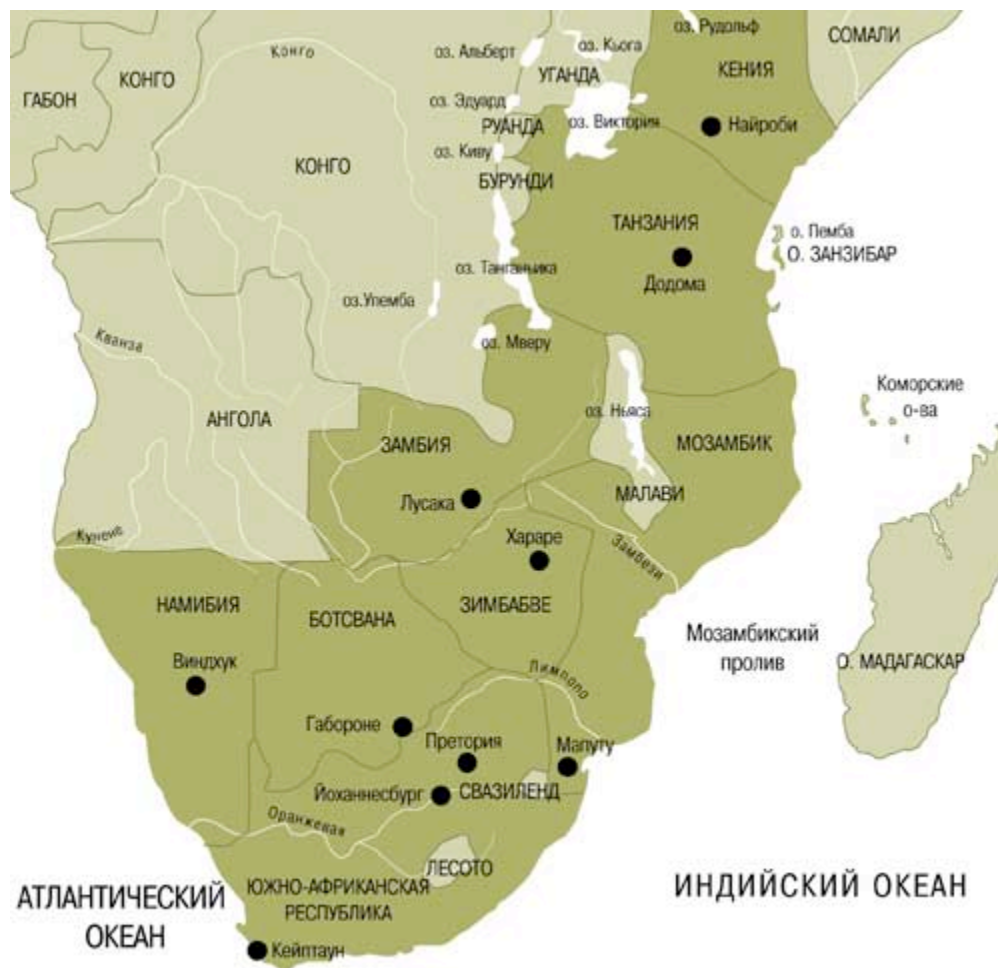 оз. Рудольф
СОМАЛИ
Конго
оз. Альберт
оз. Кьога
КОНГО
УГАНДА
КЕНИЯ
ГАБОН
оз. Эдуард
РУАНДА
оз. Виктория
Найроби
оз. Киву
КОНГО
БУРУНДИ
ТАНЗАНИЯ
о. Пемба
О. ЗАНЗИБАР
оз. Танганьика
Додома
оз.Упемба
Кванза
оз. Мверу
Коморские
о-ва
АНГОЛА
оз. Ньяса
ЗАМБИЯ
МОЗАМБИК
Лусака
МАЛАВИ
Кунене
Хараре
Замбези
НАМИБИЯ
БОТСВАНА
ЗИМБАБВЕ
Мозамбикский
пролив
О. МАДАГАСКАР
Виндхук
Лимпопо
Габороне
Претория
Мапуту
Йоханнесбург
СВАЗИЛЕНД
Оранжевая
ЛЕСОТО
АТЛАНТИЧЕСКИЙ
ОКЕАН
ЮЖНО-АФРИКАНСКАЯ
РЕСПУБЛИКА
ИНДИЙСКИЙ ОКЕАН
Кейптаун